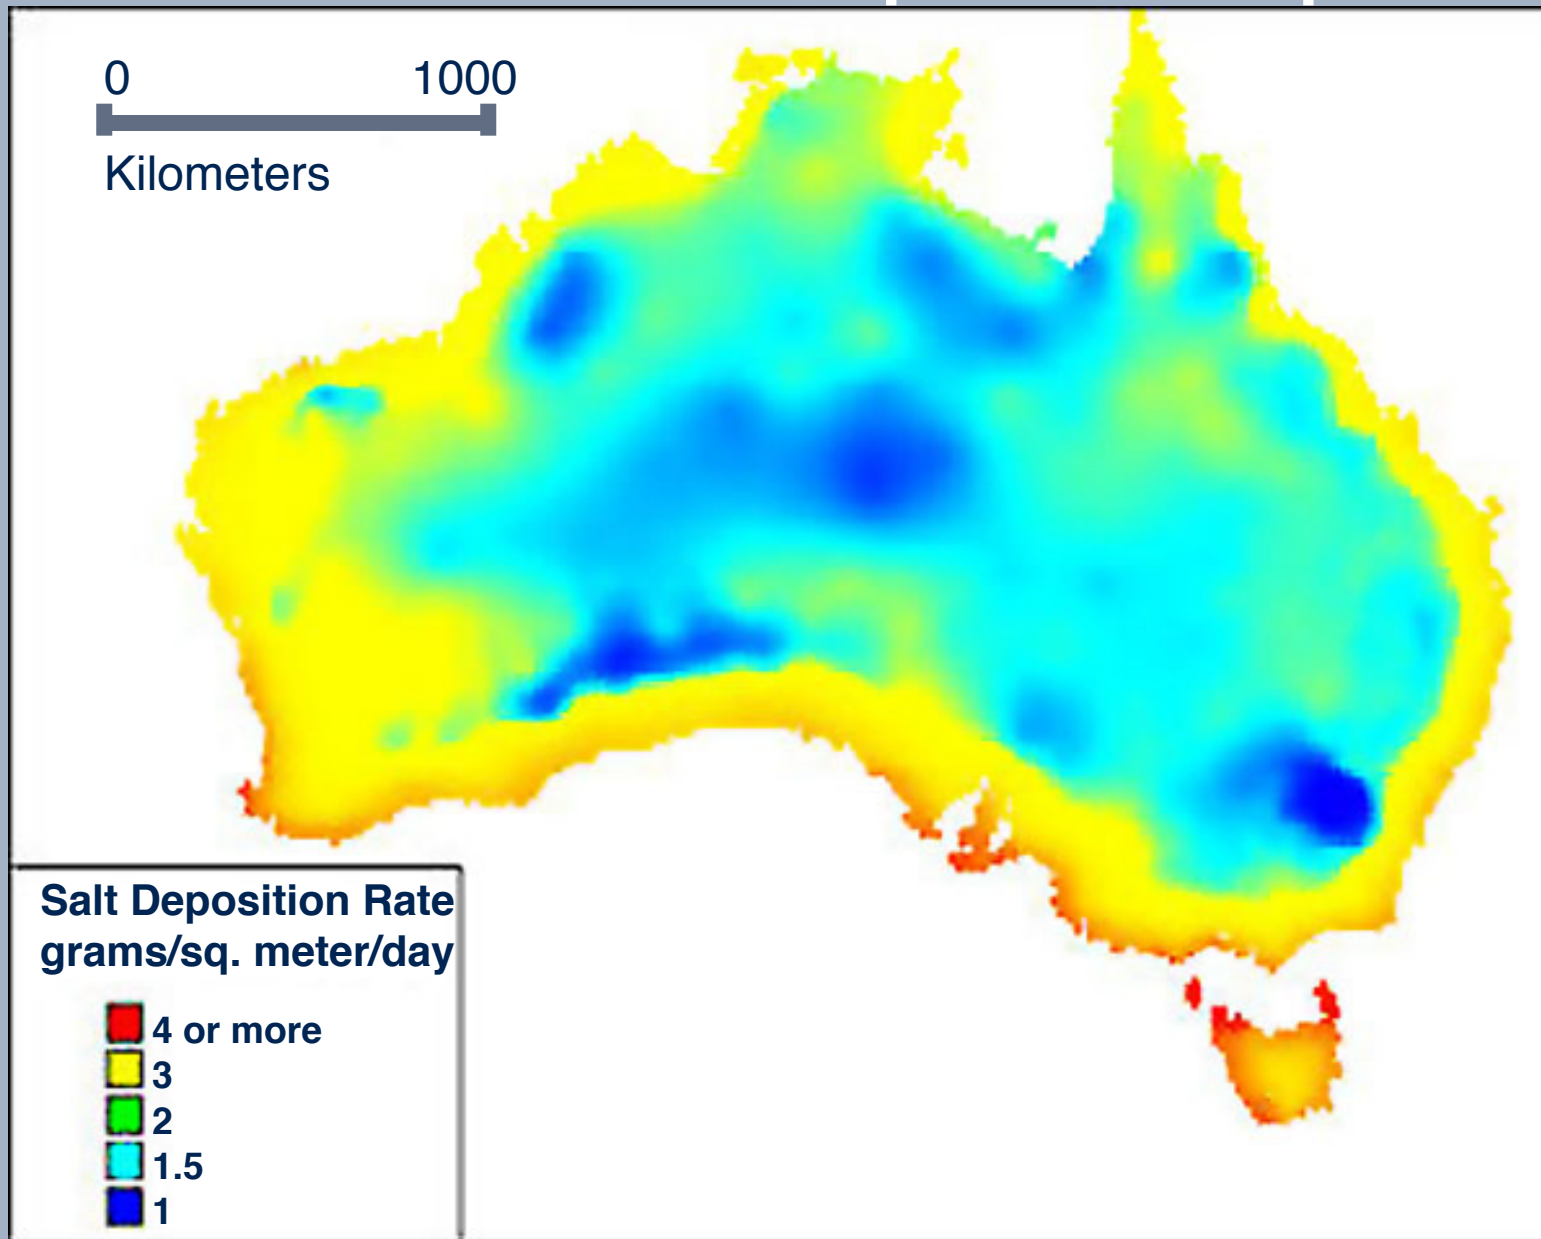 0 1000
Kilometers
Salt Deposition Rate
grams/sq. meter/day
4 or more
3
2
1.5
1